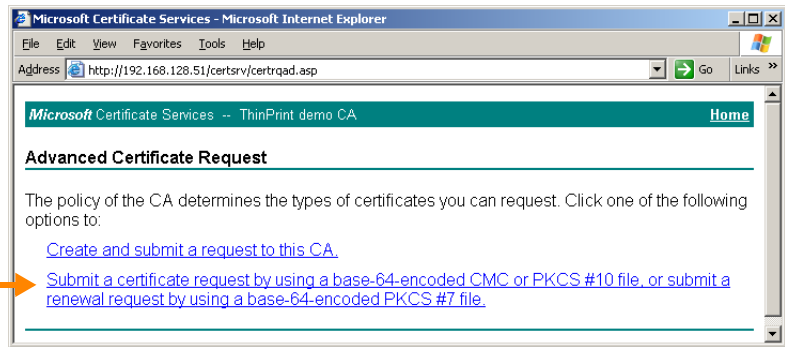 Microsoft Certificate Services - Microsoft Internet Explorer
File Edit View Favorites Tools Help
Address http://192.168.128.51/certsrv/certrqad.asp Go Links »
Microsoft Certificate Services -- ThinPrint demo CA Home
Advanced Certificate Request
The policy of the CA determines the types of certificates you can request. Click one of the following
options to:
Create and submit a request to this CA.
Submit a certificate request by using a base-64-encoded CMC or PKCS #10 file, or submit a
renewal request by using a base-64-encoded PKCS #7 file.